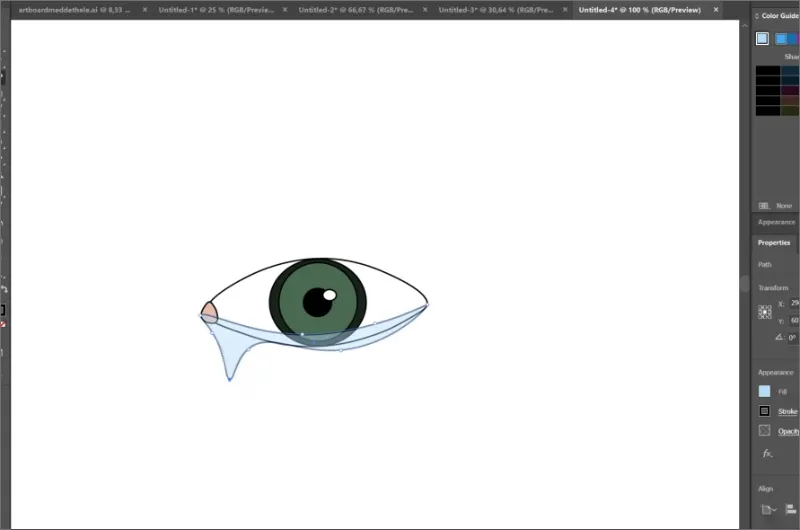 artboardmeddethele.ai @ 8,33 ... ×
Untitled-1* @ 25 % (RGB/Previe... ×
Untitled-2* @ 66,67 % (RGB/Pre... ×
Untitled-3* @ 30,64 % (RGB/Pre... ×
Untitled-4* @ 100 % (RGB/Preview) ×
Color Guide
Sha
None
Appearance
Properties
Path
Transform
X: 29
Y: 60
0°
Appearance
Fill
Stroke
Opacit
fx.
Align